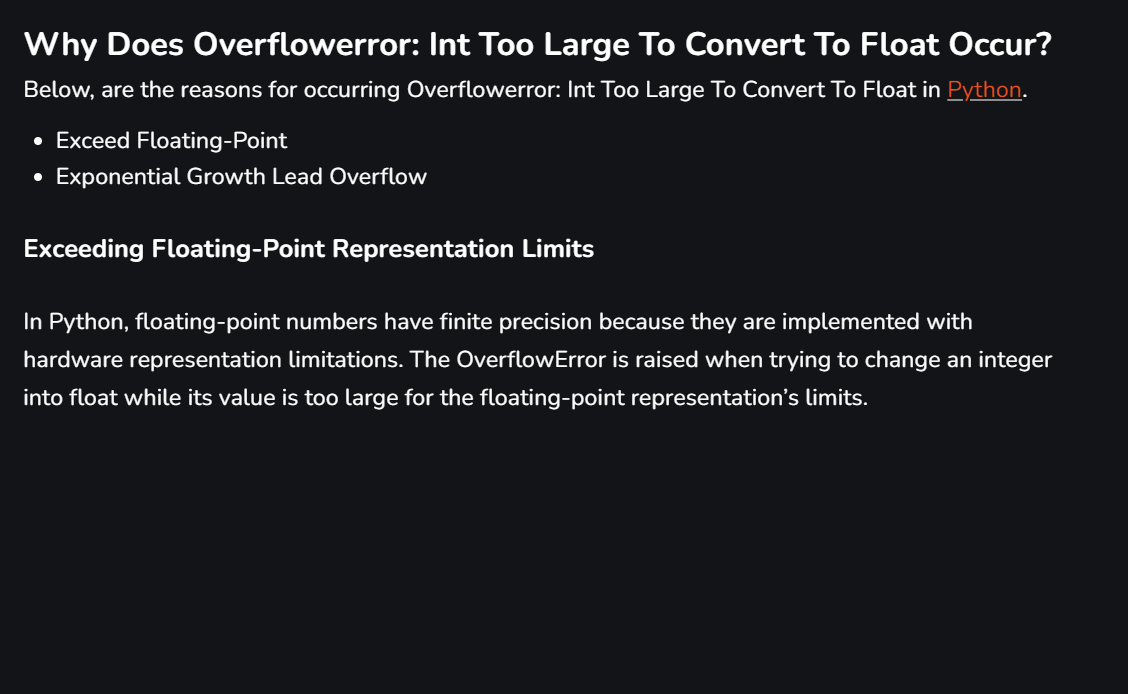 Why Does Overflowerror: Int Too Large To Convert To Float Occur?
Below, are the reasons for occurring Overflowerror: Int Too Large To Convert To Float in Python.
• Exceed Floating-Point
• Exponential Growth Lead Overflow
Exceeding Floating-Point Representation Limits
In Python, floating-point numbers have finite precision because they are implemented with
hardware representation limitations. The OverflowError is raised when trying to change an integer
into float while its value is too large for the floating-point representation’s limits.